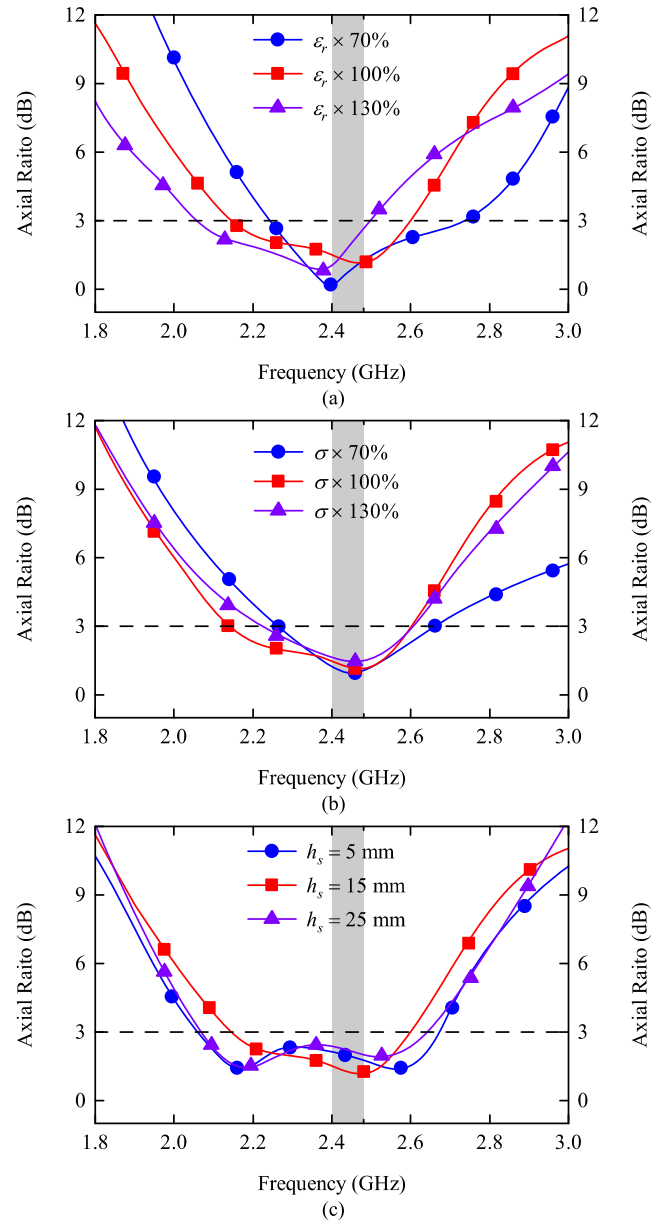 12
9
6
3
0
Axial Raito (dB)
εr × 70%
εr × 100%
εr × 130%
12
9
6
3
0
Axial Raito (dB)
1.8 2.0 2.2 2.4 2.6 2.8 3.0
Frequency (GHz)
(a)
12
9
6
3
0
Axial Raito (dB)
σ × 70%
σ × 100%
σ × 130%
12
9
6
3
0
Axial Raito (dB)
1.8 2.0 2.2 2.4 2.6 2.8 3.0
Frequency (GHz)
(b)
12
9
6
3
0
Axial Raito (dB)
hs = 5 mm
hs = 15 mm
hs = 25 mm
12
9
6
3
0
Axial Raito (dB)
1.8 2.0 2.2 2.4 2.6 2.8 3.0
Frequency (GHz)
(c)